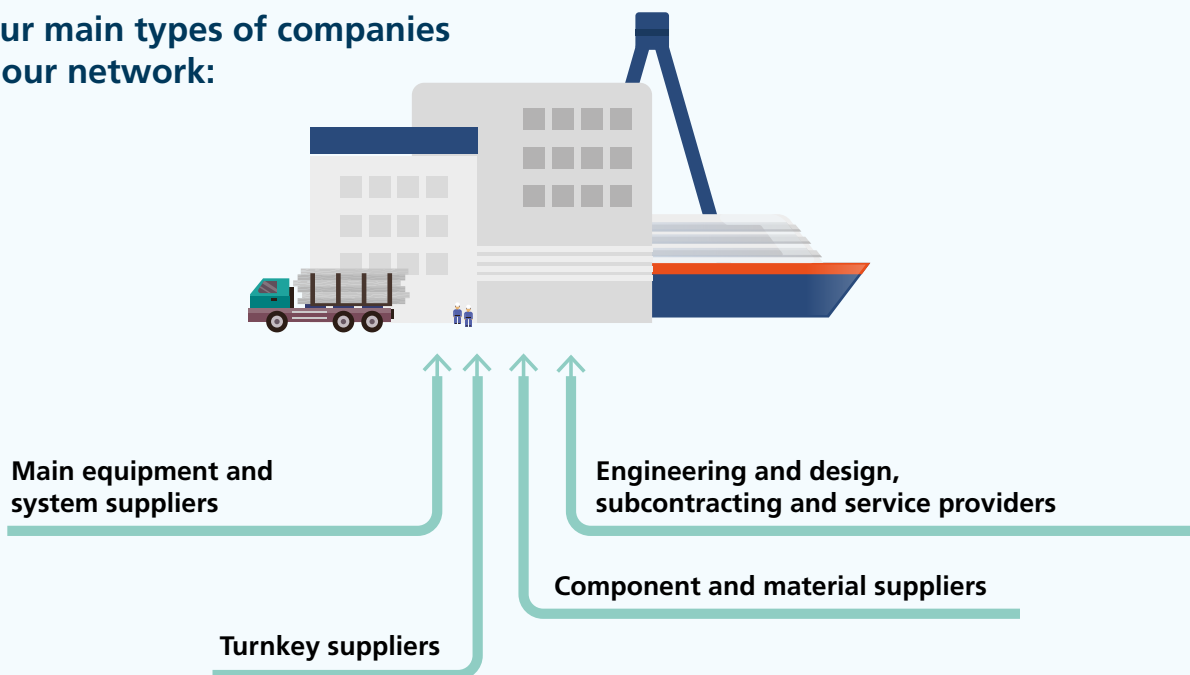 ur main types of companies
our network:
Main equipment and
system suppliers
Engineering and design,
subcontracting and service providers
Component and material suppliers
Turnkey suppliers